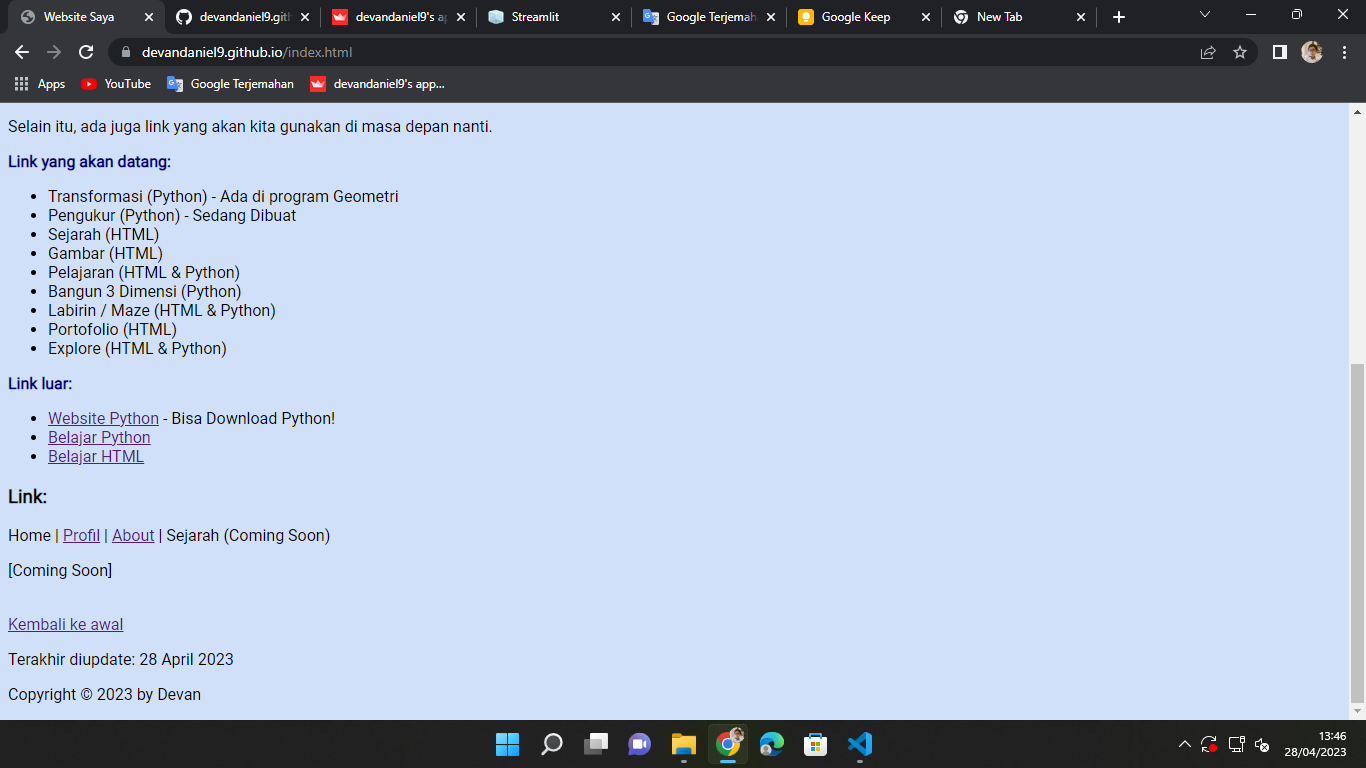 Website Saya
devandaniel9.gith
devandaniel9's ap
Streamlit
Google Terjemah
Google Keep
New Tab
devandaniel9.github.io/index.html
Apps
YouTube
Google Terjemahan
devandaniel9's app...
Selain itu, ada juga link yang akan kita gunakan di masa depan nanti.
Link yang akan datang:
• Transformasi (Python) - Ada di program Geometri
• Pengukur (Python) - Sedang Dibuat
• Sejarah (HTML)
• Gambar (HTML)
• Pelajaran (HTML & Python)
• Bangun 3 Dimensi (Python)
• Labirin / Maze (HTML & Python)
• Portofolio (HTML)
• Explore (HTML & Python)
Link luar:
• Website Python - Bisa Download Python!
• Belajar Python
• Belajar HTML
Link:
Home | Profil | About | Sejarah (Coming Soon)
[Coming Soon]
Kembali ke awal
Terakhir diupdate: 28 April 2023
Copyright © 2023 by Devan
13:46
28/04/2023